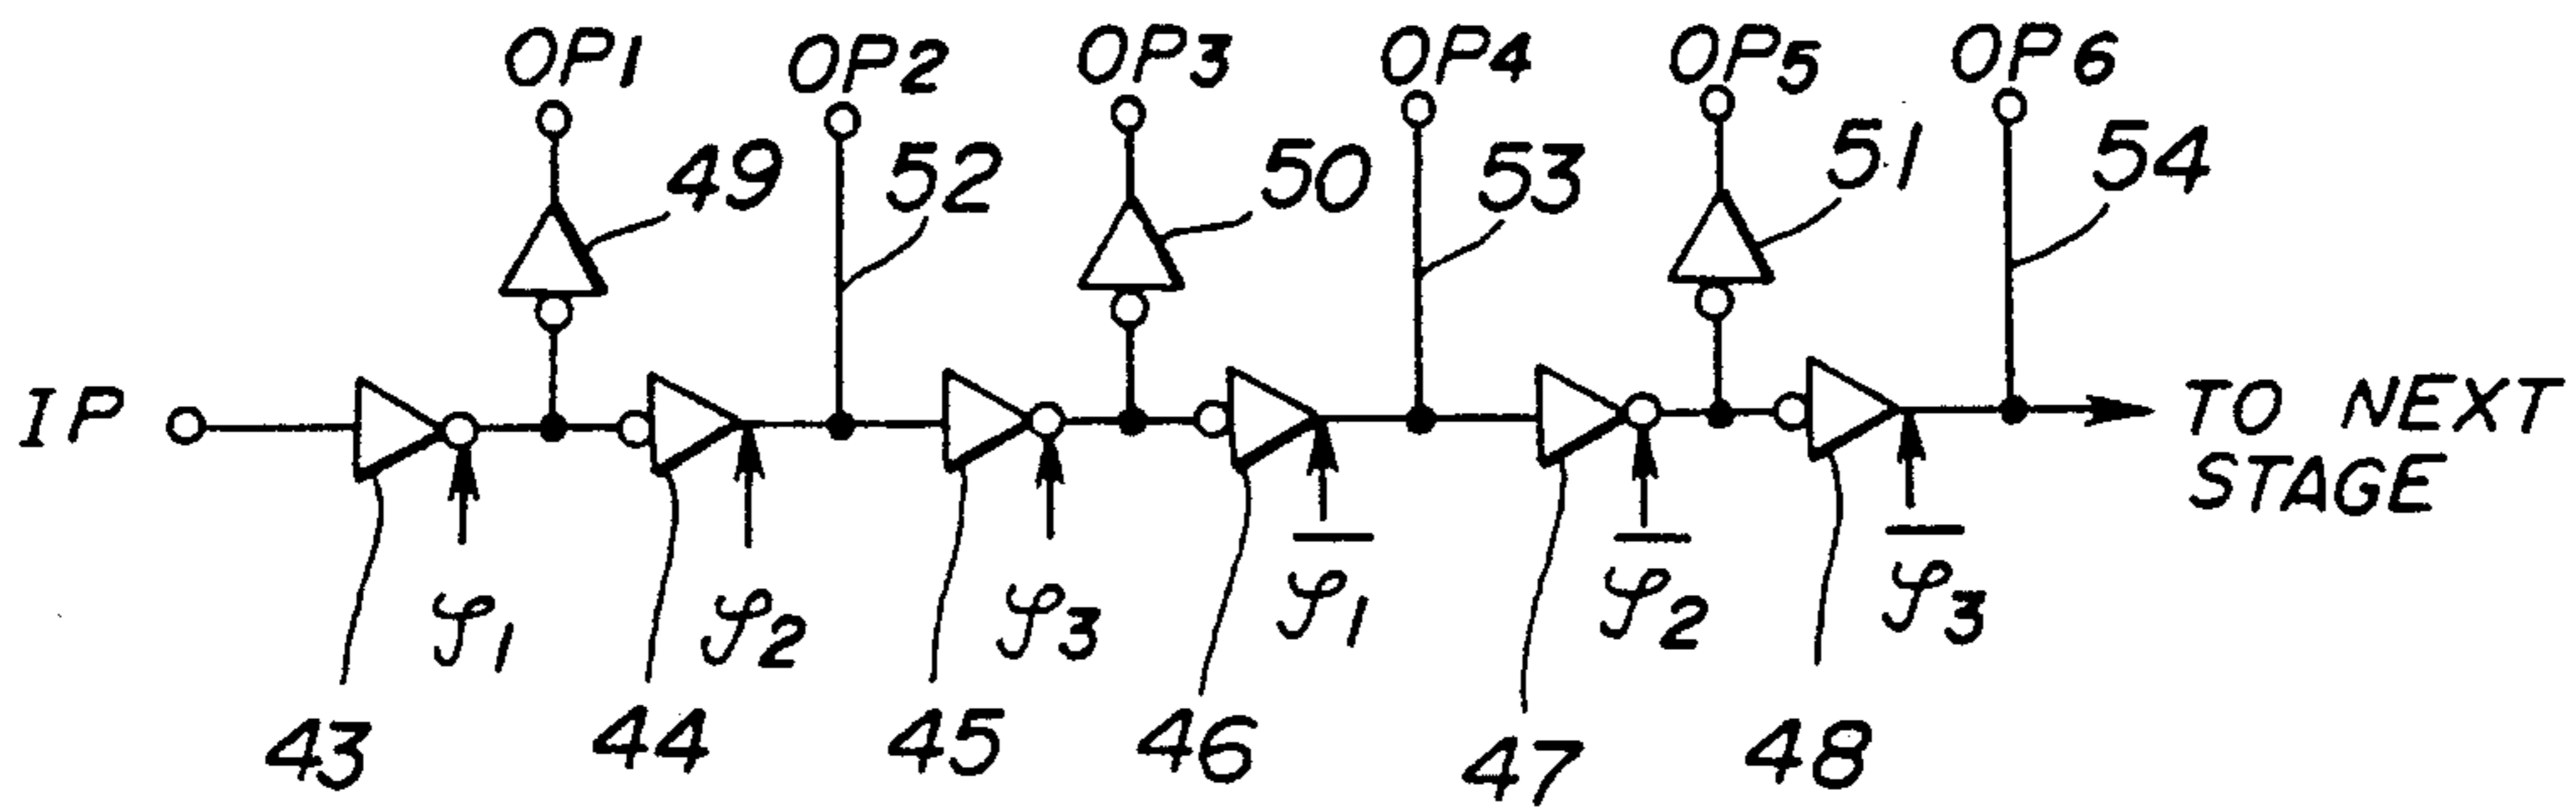 OP1 OP2 OP3 OP4 OP5 OP6
49 52 50 53 51 54
IP TO NEXT
STAGE
φ1 φ2 φ3 φ̅1 φ̅2 φ̅3
43 44 45 46 47 48